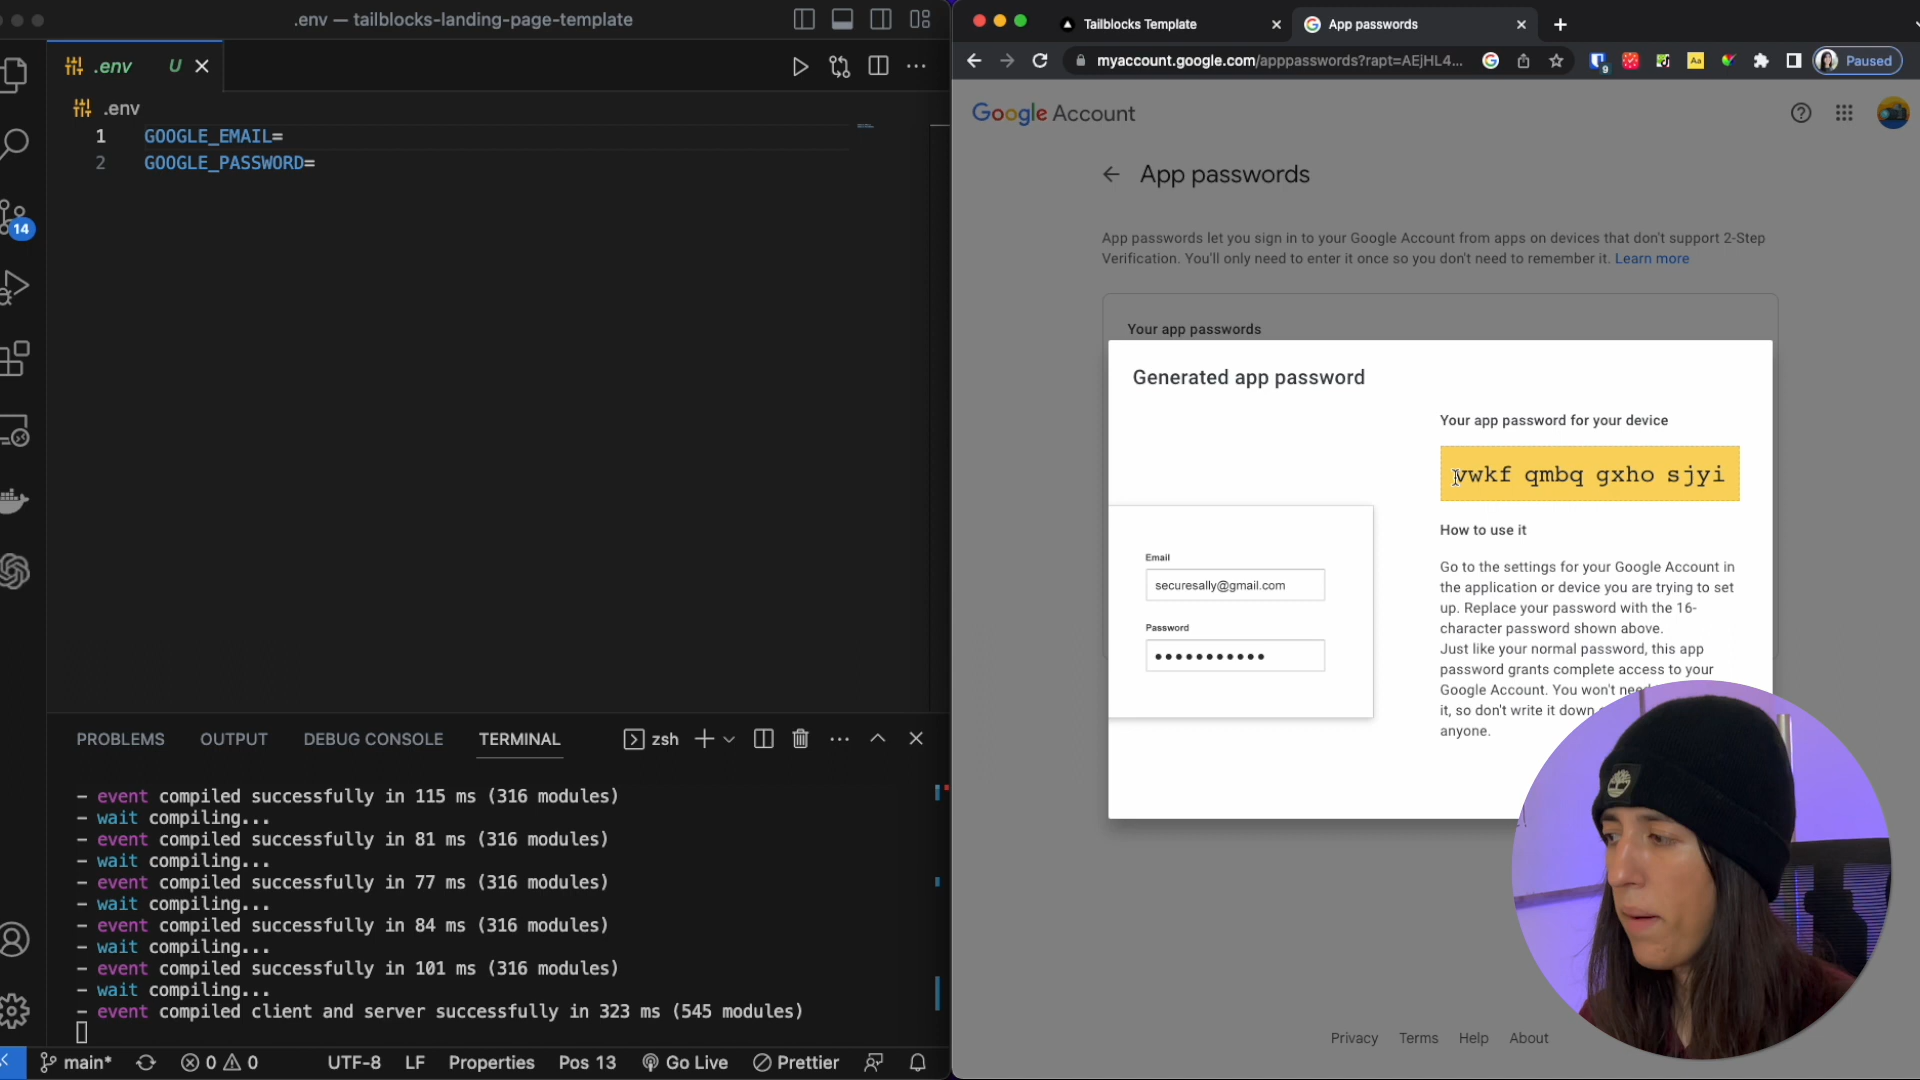 .env — tailblocks-landing-page-template
.env U
.env
1 GOOGLE_EMAIL=
2 GOOGLE_PASSWORD=
14
PROBLEMS OUTPUT DEBUG CONSOLE TERMINAL zsh
- event compiled successfully in 115 ms (316 modules)
- wait compiling...
- event compiled successfully in 81 ms (316 modules)
- wait compiling...
- event compiled successfully in 77 ms (316 modules)
- wait compiling...
- event compiled successfully in 84 ms (316 modules)
- wait compiling...
- event compiled successfully in 101 ms (316 modules)
- wait compiling...
- event compiled client and server successfully in 323 ms (545 modules)
main* 0 0 UTF-8 LF Properties Pos 13 Go Live Prettier
Tailblocks Template App passwords
myaccount.google.com/apppasswords?rapt=AEjHL4... 9 Aa Paused
Google Account
App passwords
App passwords let you sign in to your Google Account from apps on devices that don't support 2-Step
Verification. You'll only need to enter it once so you don't need to remember it. Learn more
Your app passwords
Generated app password
Your app password for your device
vwkf qmbq gxho sjyi
How to use it
Go to the settings for your Google Account in
the application or device you are trying to set
up. Replace your password with the 16-
character password shown above.
Just like your normal password, this app
password grants complete access to your
Google Account. You won't need
it, so don't write it down
anyone.
Email
securesally@gmail.com
Password
Privacy Terms Help About